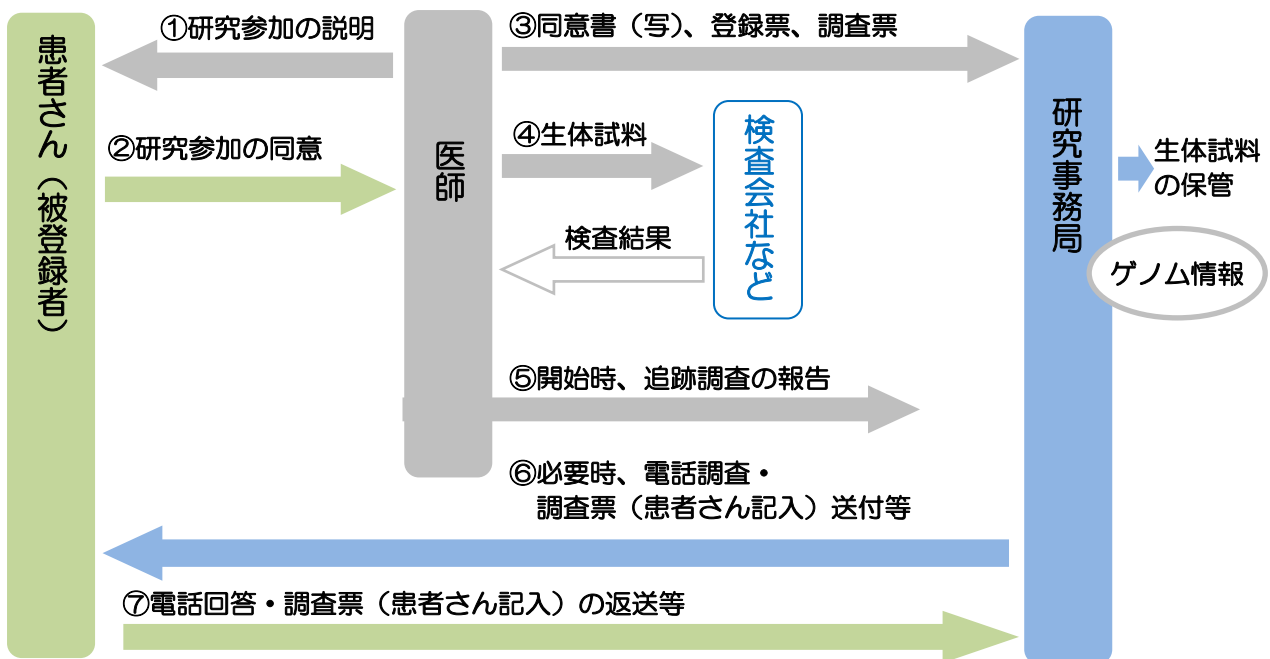 患者さん（被登録者）
①研究参加の説明
②研究参加の同意
医師
③同意書（写）、登録票、調査票
④生体試料
検査会社など
検査結果
⑤開始時、追跡調査の報告
⑥必要時、電話調査・
調査票（患者さん記入）送付等
⑦電話回答・調査票（患者さん記入）の返送等
研究事務局
生体試料
の保管
ゲノム情報